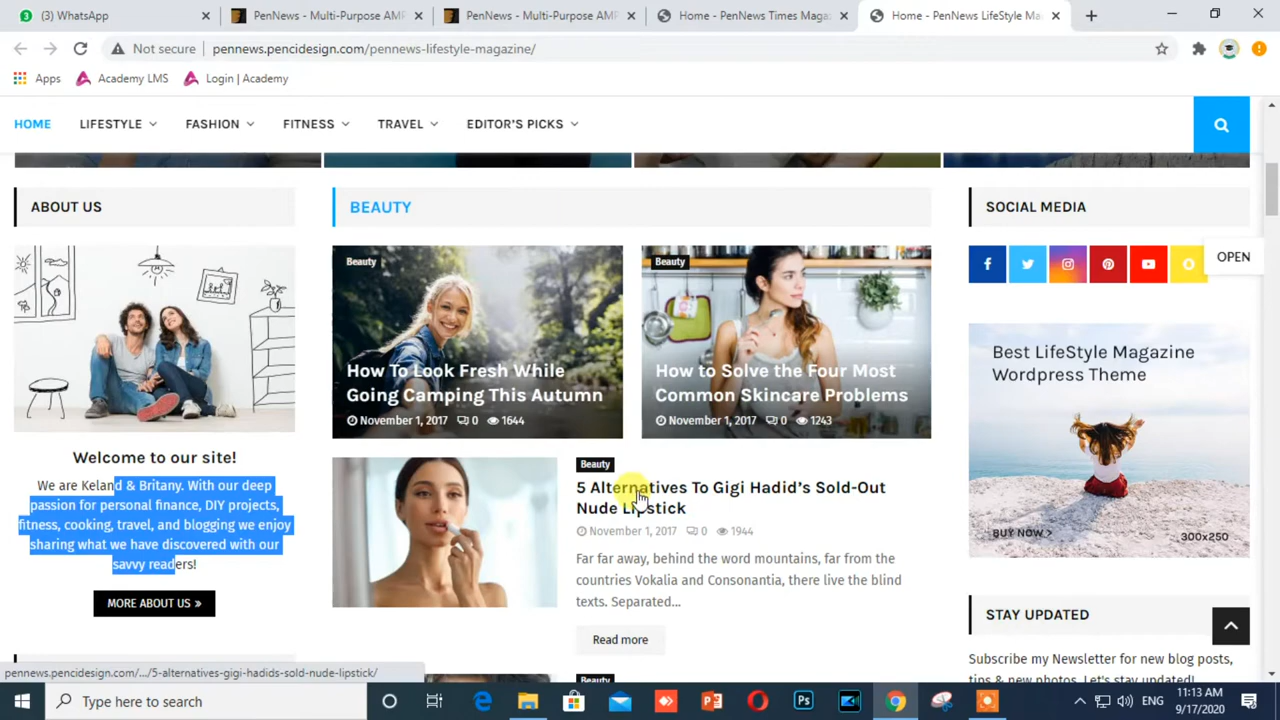 (3) WhatsApp
PenNews - Multi-Purpose AMP
PenNews - Multi-Purpose AMP
Home - PenNews Times Maga
Home - PenNews LifeStyle Ma
Not secure
pennews.pencidesign.com/pennews-lifestyle-magazine/
Apps
Academy LMS
Login | Academy
HOME
LIFESTYLE
FASHION
FITNESS
TRAVEL
EDITOR'S PICKS
ABOUT US
Welcome to our site!
We are Keland & Britany. With our deep
passion for personal finance, DIY projects,
fitness, cooking, travel, and blogging we enjoy
sharing what we have discovered with our
savvy readers!
MORE ABOUT US »
BEAUTY
Beauty
How To Look Fresh While
Going Camping This Autumn
November 1, 2017 0 1644
Beauty
How to Solve the Four Most
Common Skincare Problems
November 1, 2017 0 1243
Beauty
5 Alternatives To Gigi Hadid's Sold-Out
Nude Lipstick
November 1, 2017 0 1944
Far far away, behind the word mountains, far from the
countries Vokalia and Consonantia, there live the blind
texts. Separated...
Read more
Beauty
SOCIAL MEDIA
OPEN
Best LifeStyle Magazine
Wordpress Theme
BUY NOW >
300x250
STAY UPDATED
Subscribe my Newsletter for new blog posts,
tips & new photos. Let's stay updated!
pennews.pencidesign.com/.../5-alternatives-gigi-hadids-sold-nude-lipstick/
Type here to search
ENG
11:13 AM
9/17/2020